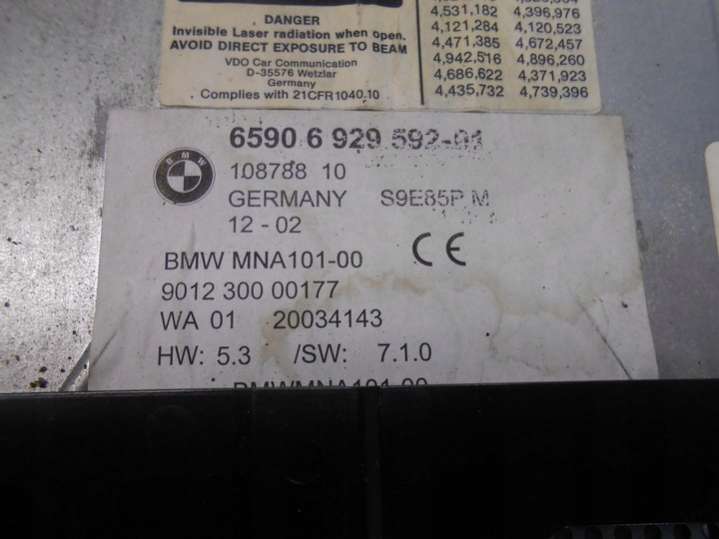 DANGER
Invisible Laser radiation when open.
AVOID DIRECT EXPOSURE TO BEAM
VDO Car Communication
D-35576 Wetzlar
Germany
Complies with 21CFR1040.10
4,531,182 4,396,976
4,121,284 4,120,523
4,471,385 4,672,457
4,942,516 4,896,260
4,686,622 4,371,923
4,435,732 4,739,396
6590 6 929 592-01
BMW
108788 10
GERMANY S9E85P M
12 - 02
BMW MNA101-00 CE
9012 300 00177
WA 01 20034143
HW: 5.3 /SW: 7.1.0
BMWMNA101-00